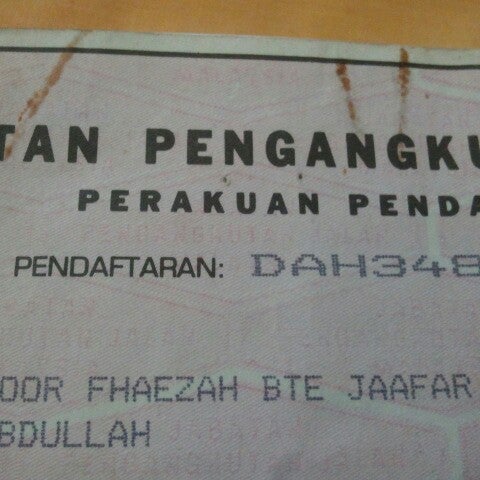 TAN PENGANGKU
PERAKUAN PENDA
PENDAFTARAN: DAH348
OOR FHAEZAH BTE JAAFAR
BDULLAH